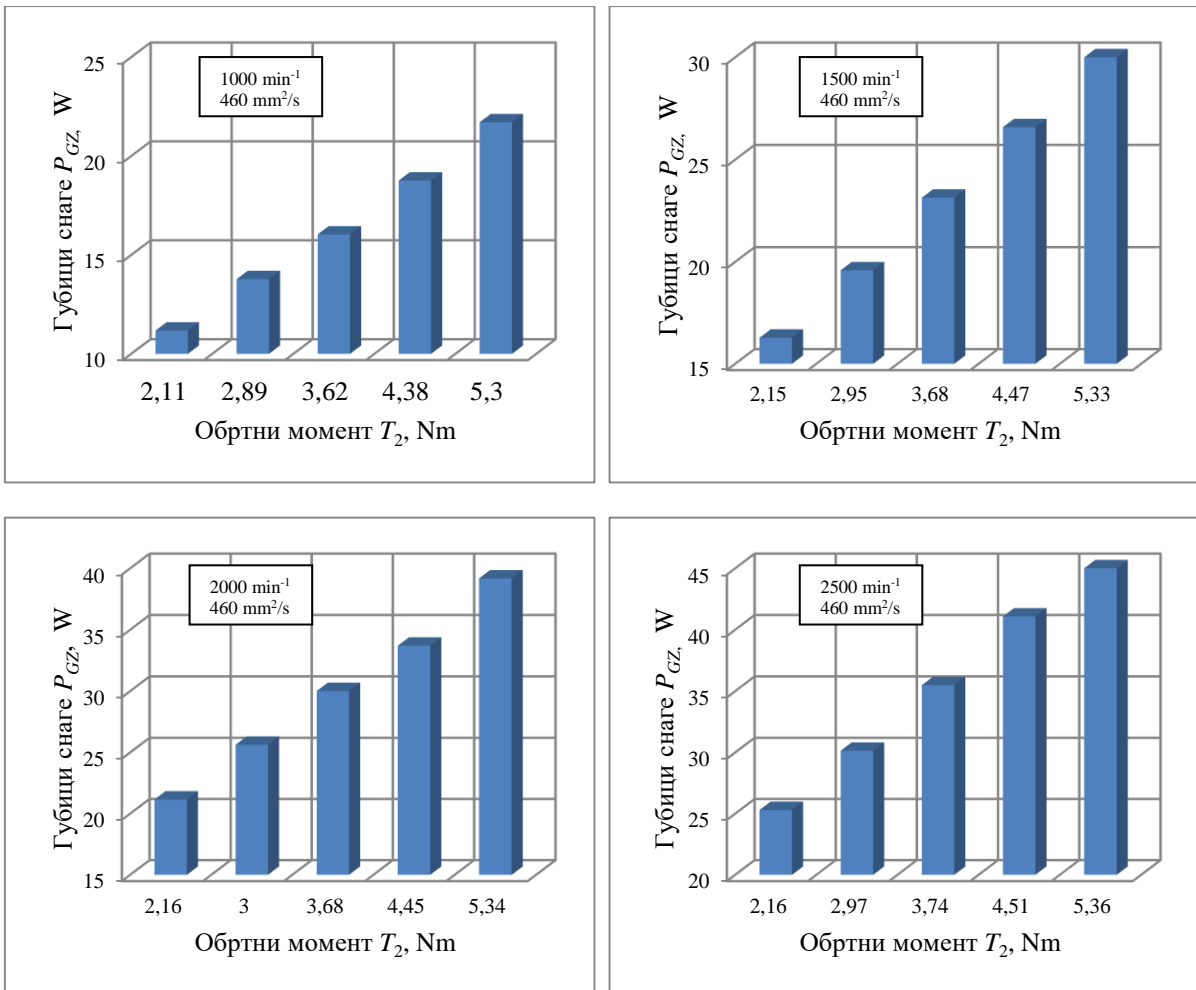 1000 min-1
460 mm2/s
Губици снаге PGZ, W
25
20
15
10
2,11 2,89 3,62 4,38 5,3
Обртни момент T2, Nm
1500 min-1
460 mm2/s
Губици снаге PGZ, W
30
25
20
15
2,15 2,95 3,68 4,47 5,33
Обртни момент T2, Nm
2000 min-1
460 mm2/s
Губици снаге PGZ, W
40
35
30
25
20
15
2,16 3 3,68 4,45 5,34
Обртни момент T2, Nm
2500 min-1
460 mm2/s
Губици снаге PGZ, W
45
40
35
30
25
20
2,16 2,97 3,74 4,51 5,36
Обртни момент T2, Nm